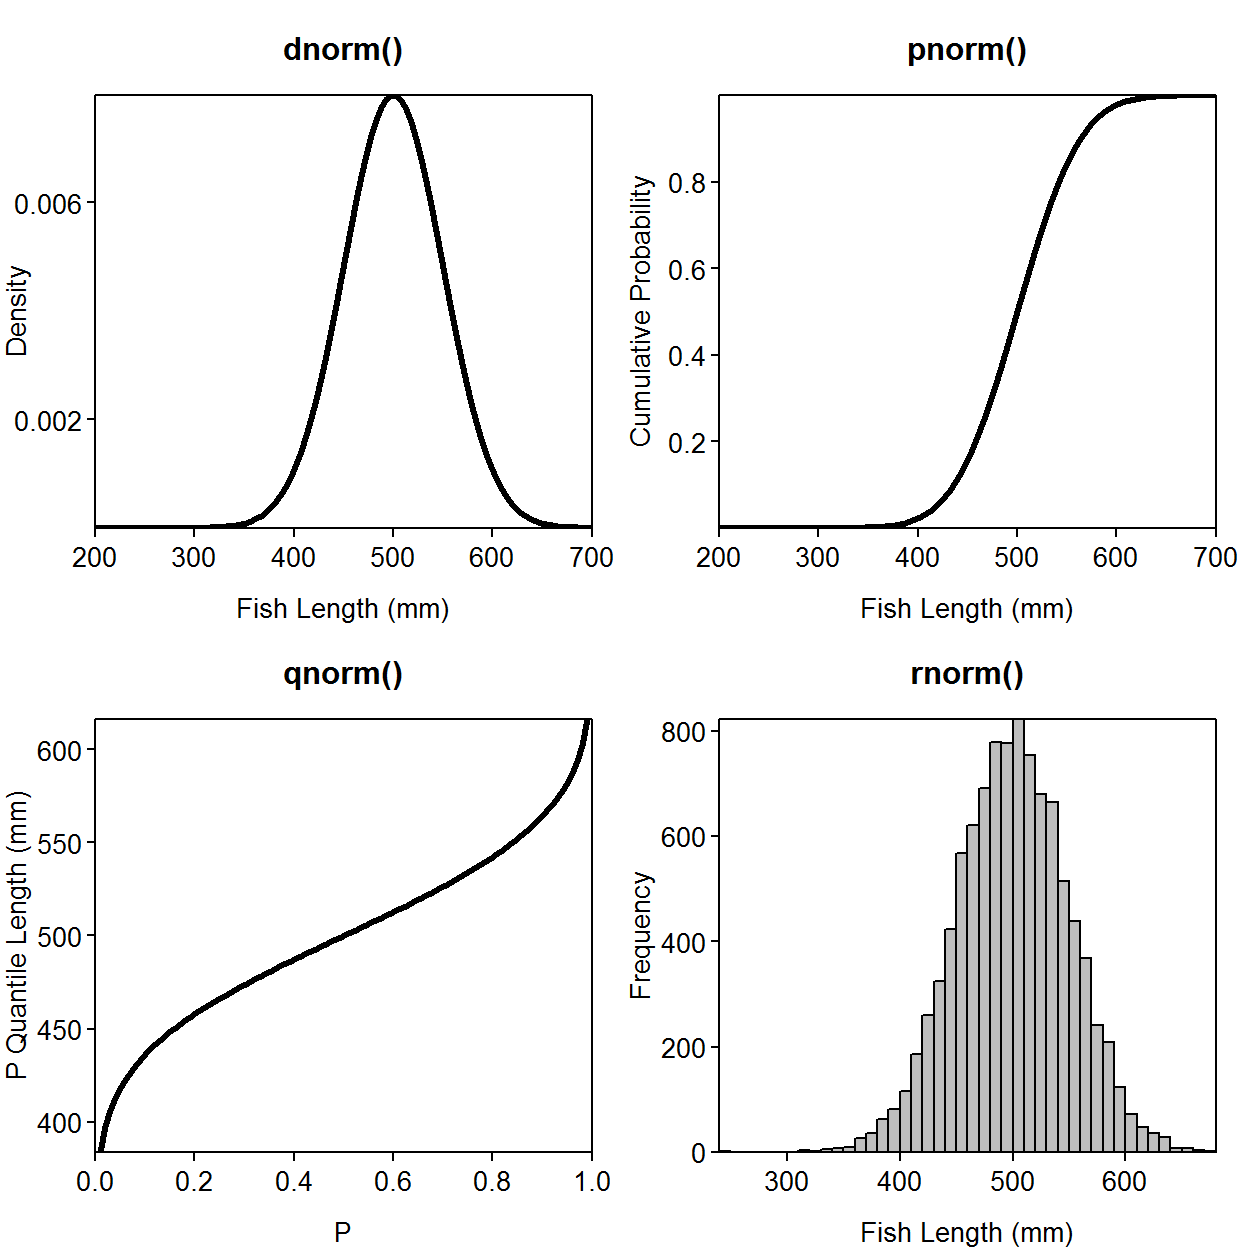 dnorm()
Density
0.006
0.002
200 300 400 500 600 700
Fish Length (mm)
pnorm()
Cumulative Probability
0.8
0.6
0.4
0.2
200 300 400 500 600 700
Fish Length (mm)
qnorm()
P Quantile Length (mm)
600
550
500
450
400
0.0 0.2 0.4 0.6 0.8 1.0
P
rnorm()
Frequency
800
600
400
200
0
300 400 500 600
Fish Length (mm)